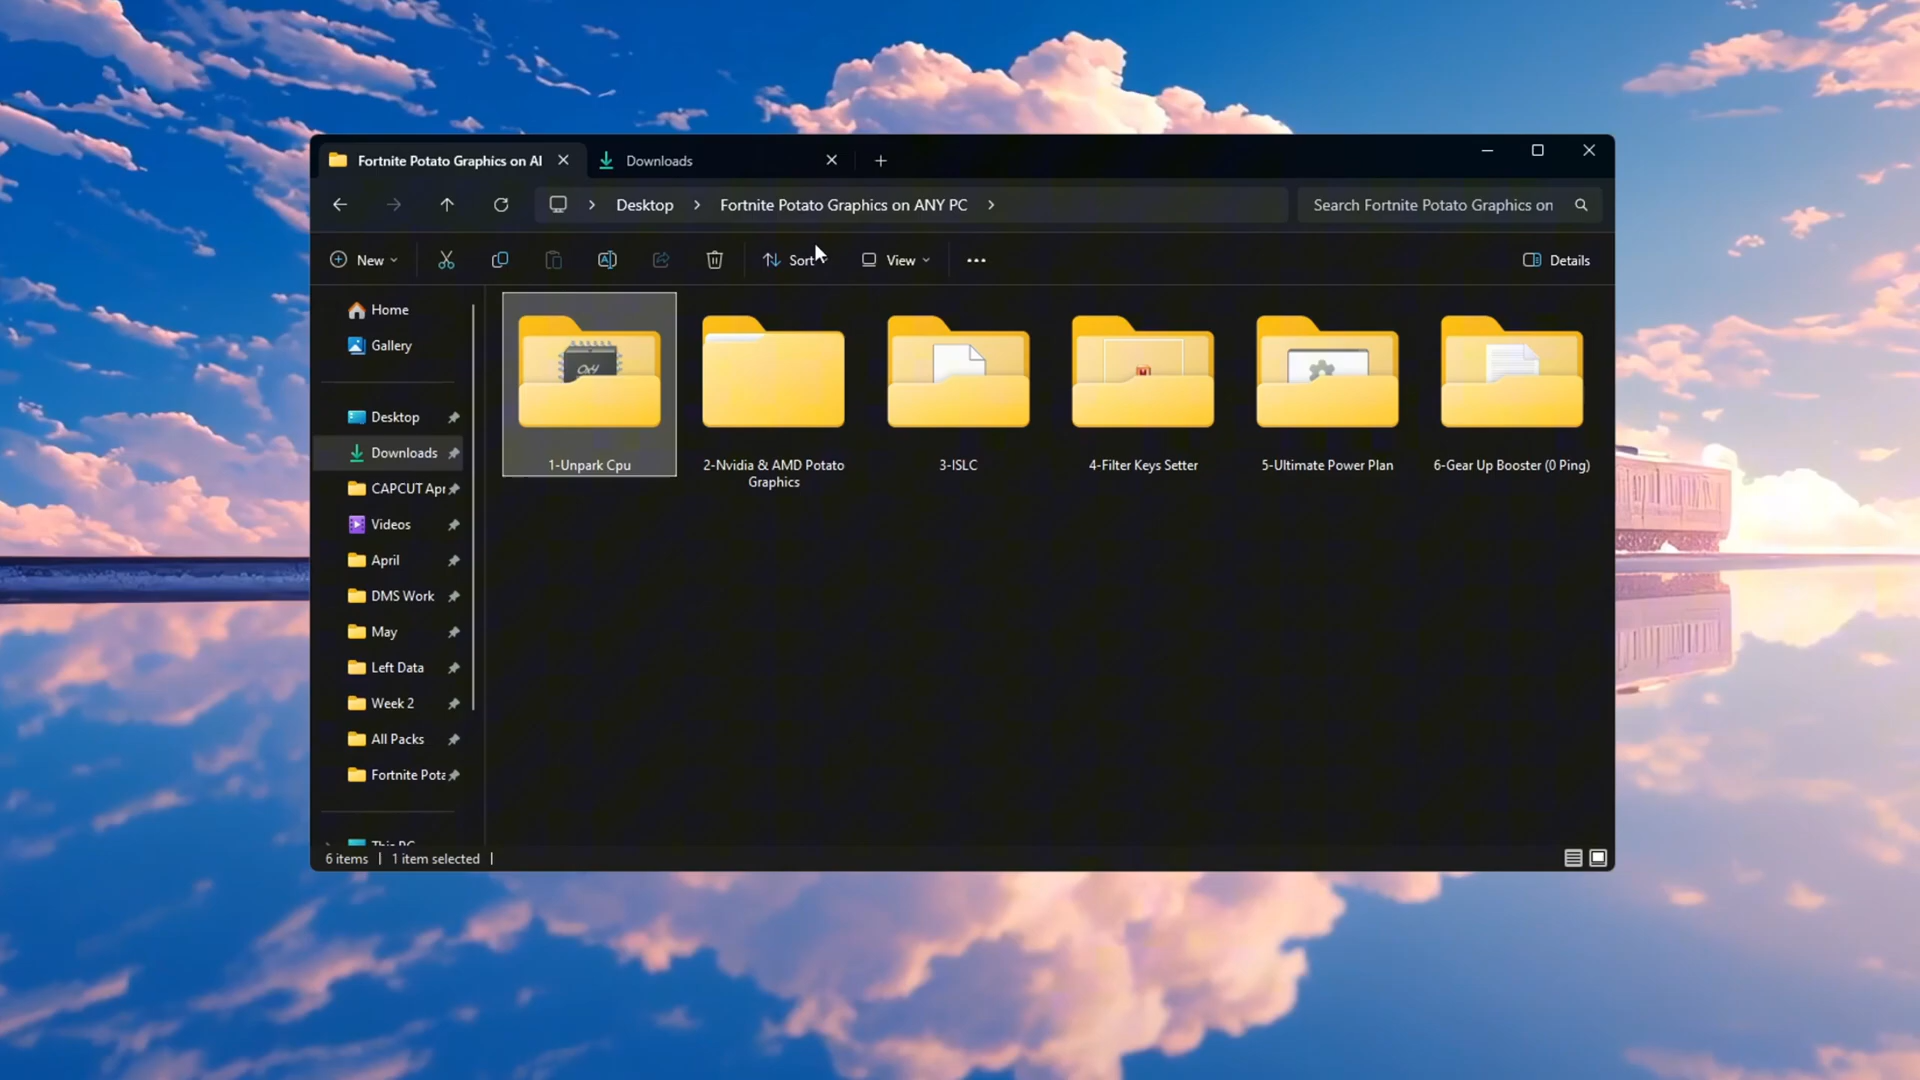 Fortnite Potato Graphics on Al
Downloads
Desktop
Fortnite Potato Graphics on ANY PC
Search Fortnite Potato Graphics on
New
Sort
View
Details
Home
Gallery
Desktop
Downloads
CAPCUT Apr
Videos
April
DMS Work
May
Left Data
Week 2
All Packs
Fortnite Pota
This PC
1-Unpark Cpu
2-Nvidia & AMD Potato
Graphics
3-ISLC
4-Filter Keys Setter
5-Ultimate Power Plan
6-Gear Up Booster (0 Ping)
6 items
1 item selected